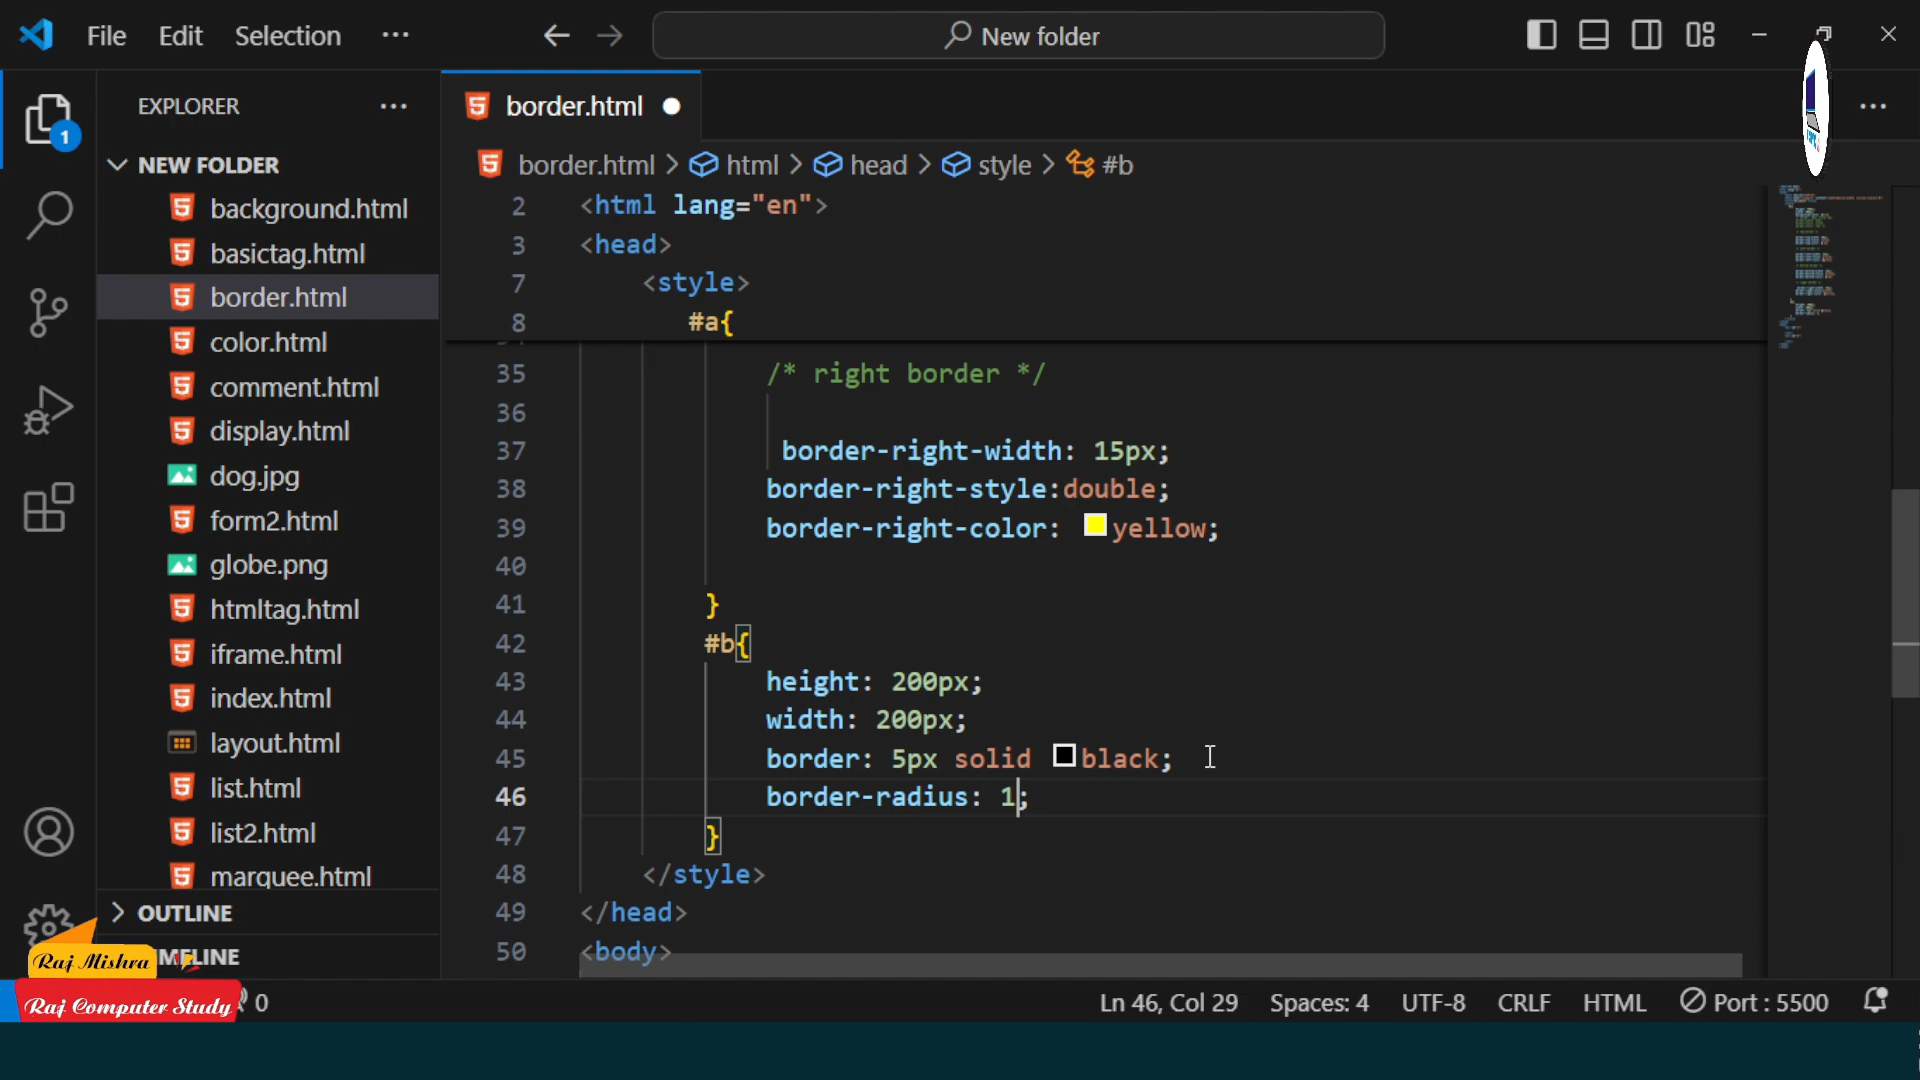 File Edit Selection ···
New folder
EXPLORER ···
1
NEW FOLDER
background.html
basictag.html
border.html
color.html
comment.html
display.html
dog.jpg
form2.html
globe.png
htmltag.html
iframe.html
index.html
layout.html
list.html
list2.html
marquee.html
OUTLINE
border.html
border.html > html > head > style > #b
2 <html lang="en">
3 <head>
7 <style>
8 #a{
35 /* right border */
36
37 border-right-width: 15px;
38 border-right-style:double;
39 border-right-color: yellow;
40
41 }
42 #b{
43 height: 200px;
44 width: 200px;
45 border: 5px solid black;
46 border-radius: 1;
47 }
48 </style>
49 </head>
50 <body>
Raj Mishra
Raj Computer Study
0
Ln 46, Col 29 Spaces: 4 UTF-8 CRLF HTML Port : 5500